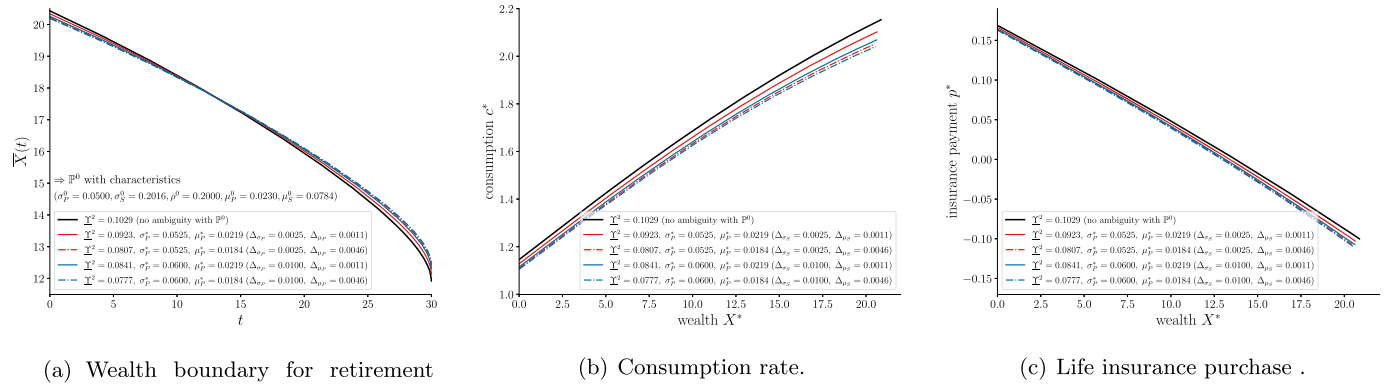 20
19
18
17
16
15
14
13
12
0
5
10
15
20
25
30
X̅(t)
t
⇒ ℙ⁰ with characteristics
(σ⁰_P = 0.0500, σ⁰_S = 0.2016, ρ⁰ = 0.2000, μ⁰_P = 0.0230, μ⁰_S = 0.0784)
Υ² = 0.1029 (no ambiguity with ℙ⁰)
Υ² = 0.0923, σ*_P = 0.0525, μ*_P = 0.0219 (Δ_σP = 0.0025, Δ_μP = 0.0011)
Υ² = 0.0807, σ*_P = 0.0525, μ*_P = 0.0184 (Δ_σS = 0.0025, Δ_μS = 0.0046)
Υ² = 0.0841, σ*_P = 0.0600, μ*_P = 0.0219 (Δ_σS = 0.0100, Δ_μS = 0.0011)
Υ² = 0.0777, σ*_P = 0.0600, μ*_P = 0.0184 (Δ_σP = 0.0100, Δ_μP = 0.0046)
(a) Wealth boundary for retirement
2.2
2.0
1.8
1.6
1.4
1.2
1.0
0.0
2.5
5.0
7.5
10.0
12.5
15.0
17.5
20.0
consumption c*
wealth X*
Υ² = 0.1029 (no ambiguity with ℙ⁰)
Υ² = 0.0923, σ*_P = 0.0525, μ*_P = 0.0219 (Δ_σS = 0.0025, Δ_μS = 0.0011)
Υ² = 0.0807, σ*_P = 0.0525, μ*_P = 0.0184 (Δ_σS = 0.0025, Δ_μS = 0.0046)
Υ² = 0.0841, σ*_P = 0.0600, μ*_P = 0.0219 (Δ_σS = 0.0100, Δ_μS = 0.0011)
Υ² = 0.0777, σ*_P = 0.0600, μ*_P = 0.0184 (Δ_σS = 0.0100, Δ_μS = 0.0046)
(b) Consumption rate.
0.15
0.10
0.05
0.00
−0.05
−0.10
−0.15
0.0
2.5
5.0
7.5
10.0
12.5
15.0
17.5
20.0
insurance payment p*
wealth X*
Υ² = 0.1029 (no ambiguity with ℙ⁰)
Υ² = 0.0923, σ*_P = 0.0525, μ*_P = 0.0219 (Δ_σS = 0.0025, Δ_μS = 0.0011)
Υ² = 0.0807, σ*_P = 0.0525, μ*_P = 0.0184 (Δ_σS = 0.0025, Δ_μS = 0.0046)
Υ² = 0.0841, σ*_P = 0.0600, μ*_P = 0.0219 (Δ_σS = 0.0100, Δ_μS = 0.0011)
Υ² = 0.0777, σ*_P = 0.0600, μ*_P = 0.0184 (Δ_σS = 0.0100, Δ_μS = 0.0046)
(c) Life insurance purchase .